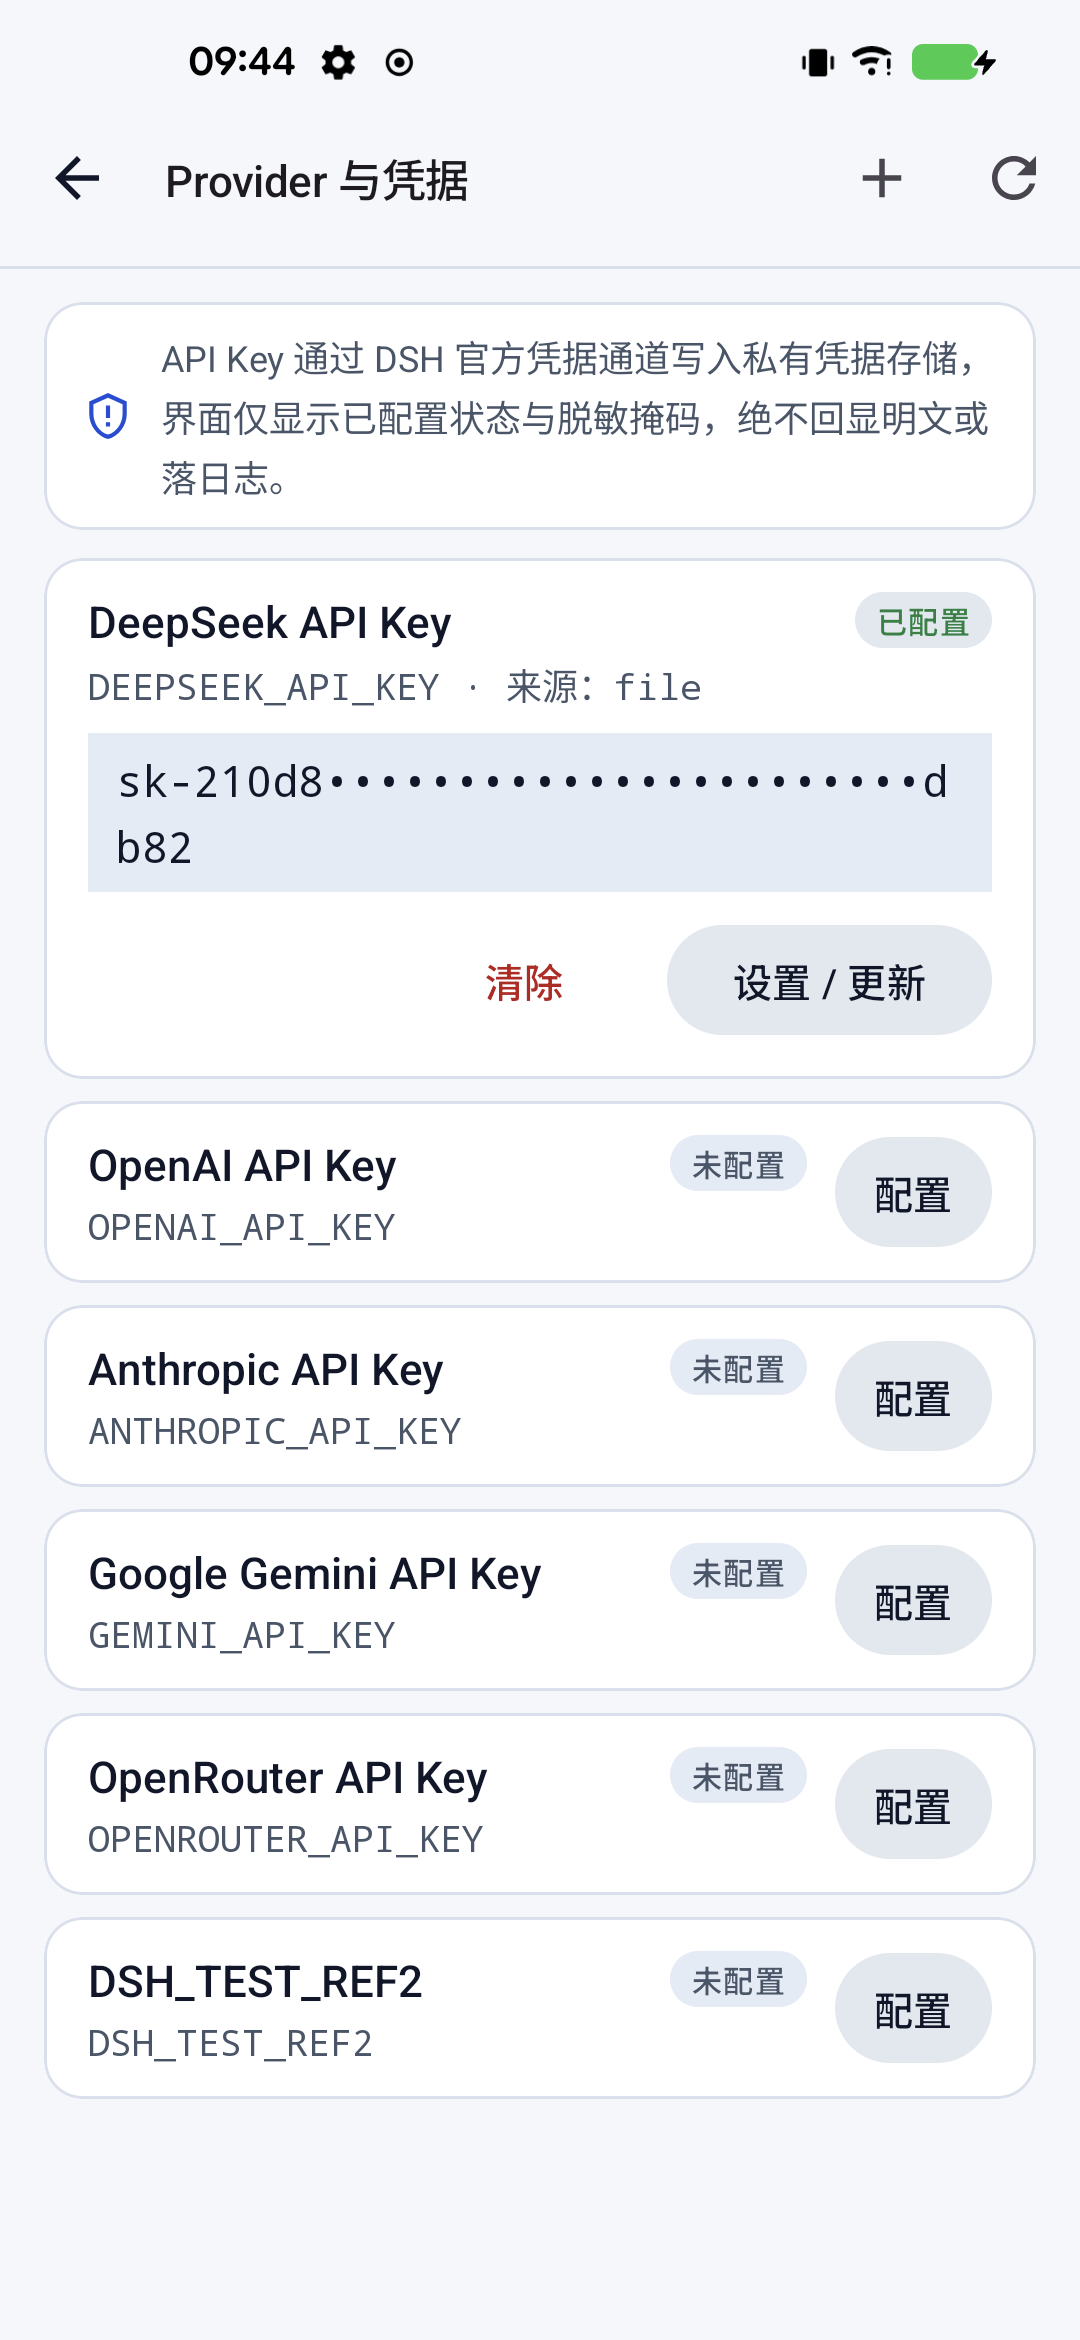 09:44
Provider 与凭据
API Key 通过 DSH 官方凭据通道写入私有凭据存储，
界面仅显示已配置状态与脱敏掩码，绝不回显明文或
落日志。
DeepSeek API Key
已配置
DEEPSEEK_API_KEY · 来源：file
sk-210d8•••••••••••••••••••••••d
b82
清除
设置 / 更新
OpenAI API Key
未配置
配置
OPENAI_API_KEY
Anthropic API Key
未配置
配置
ANTHROPIC_API_KEY
Google Gemini API Key
未配置
配置
GEMINI_API_KEY
OpenRouter API Key
未配置
配置
OPENROUTER_API_KEY
DSH_TEST_REF2
未配置
配置
DSH_TEST_REF2